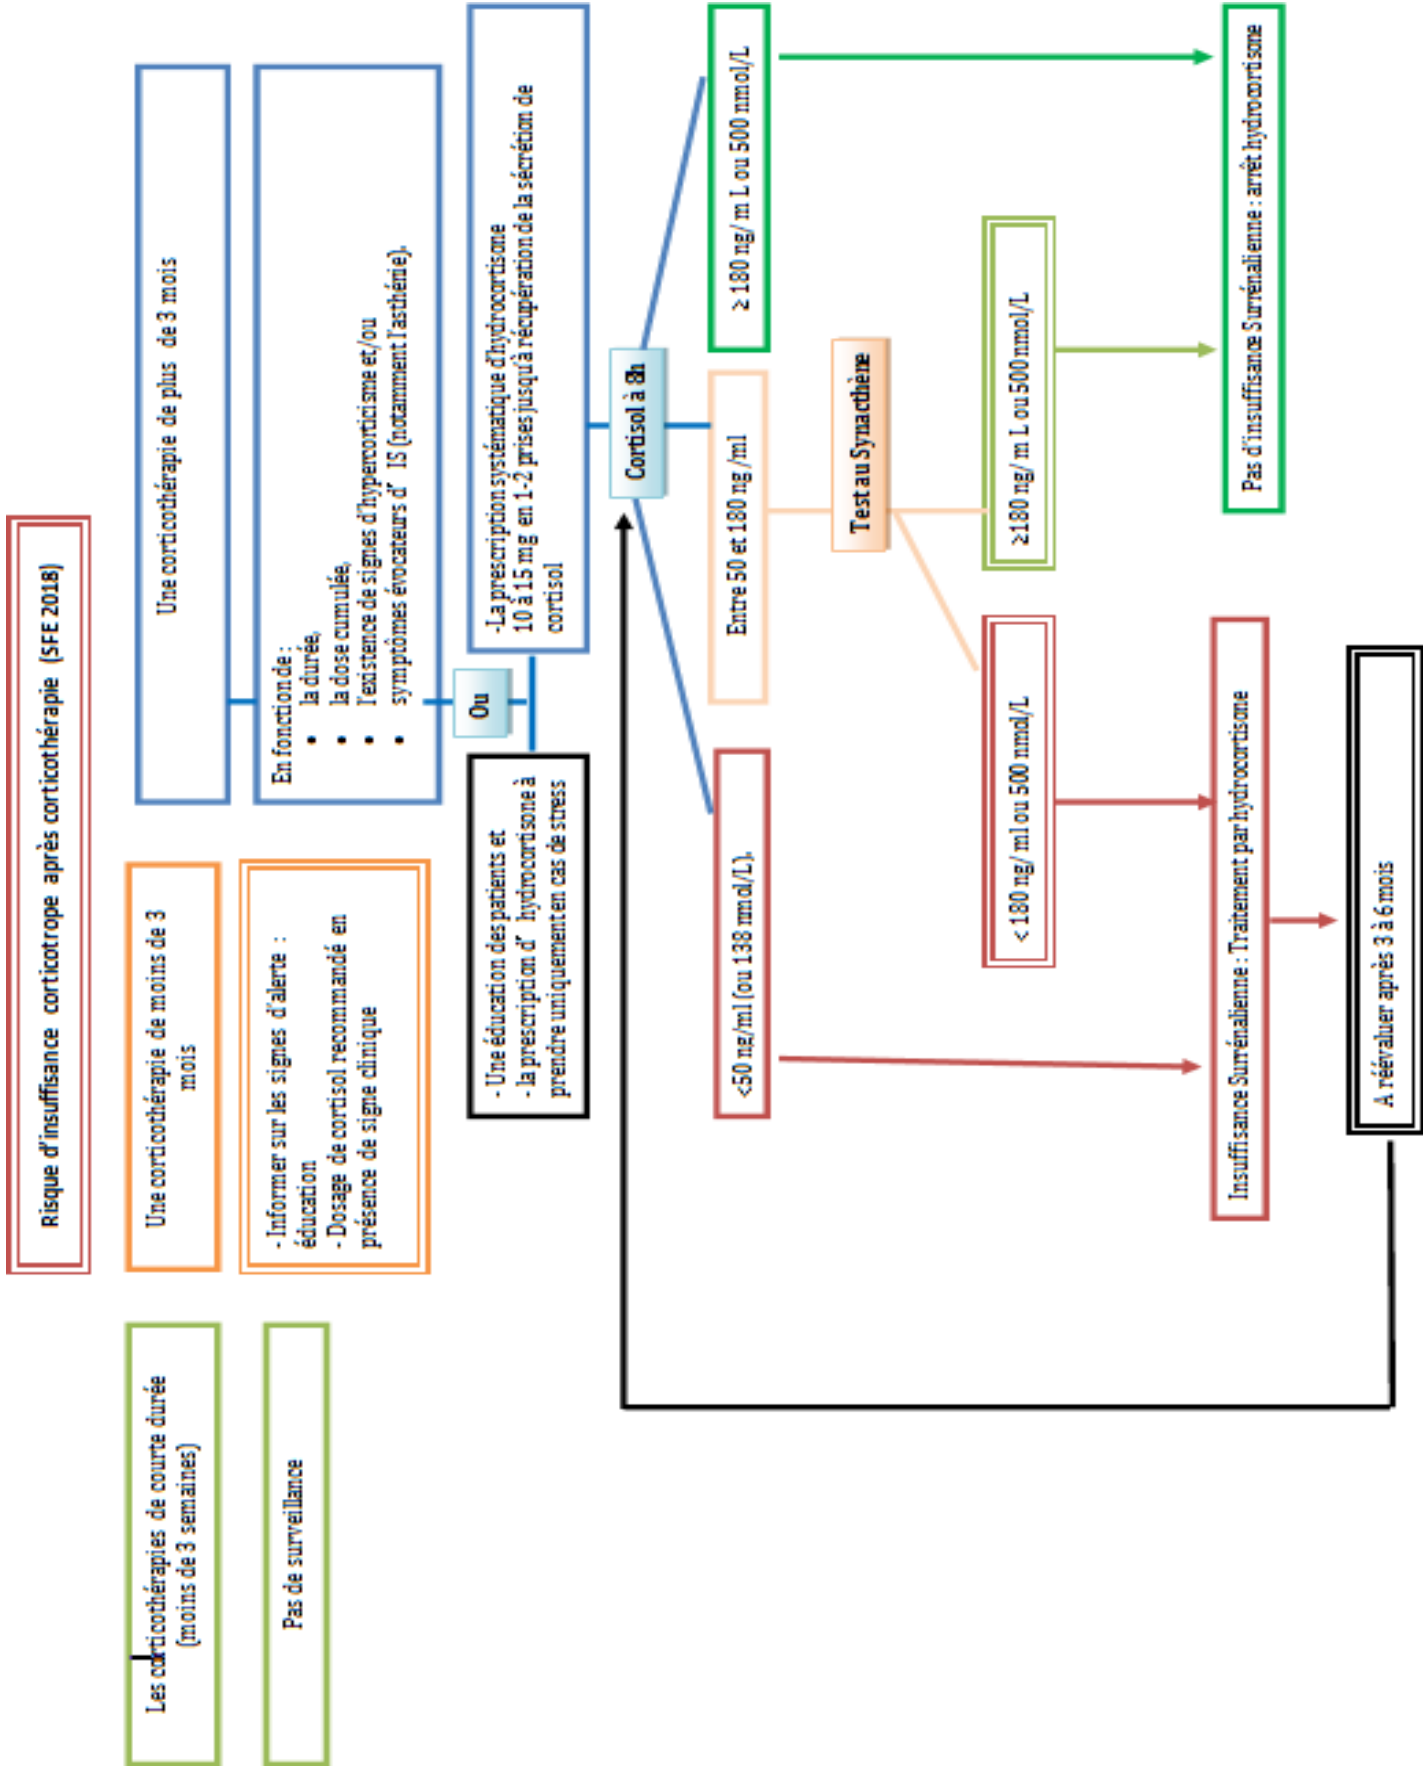 Risque d'insuffisance corticotrope après corticothérapie (SFE 2018)
Les corticothérapies de courte durée
(moins de 3 semaines)
Pas de surveillance
Une corticothérapie de moins de 3
mois
- Informer sur les signes d'alerte :
éducation
- Dosage de cortisol recommandé en
présence de signe clinique
Une corticothérapie de plus de 3 mois
En fonction de :
• la durée,
• la dose cumulée,
• l'existence de signes d'hypercorticisme et/ou
• symptômes évocateurs d' IS (notamment l'asthénie).
Ou
- Une éducation des patients et
- la prescription d' hydrocortisone à
prendre uniquement en cas de stress
-La prescription systématique d'hydrocortisone
10 à 15 mg en 1-2 prises jusqu'à récupération de la sécrétion de
cortisol
Cortisol à 8h
<50 ng/ml (ou 138 nmol/L).
Entre 50 et 180 ng /ml
≥ 180 ng/ m L ou 500 nmol/L
Test au Synacthène
< 180 ng/ ml ou 500 nmol/L
≥180 ng/ m L ou 500 nmol/L
Insuffisance Surénalienne : Traitement par hydrocortisone
Pas d'insuffisance Surrénalienne : arrêt hydrocortisone
A réévaluer après 3 à 6 mois